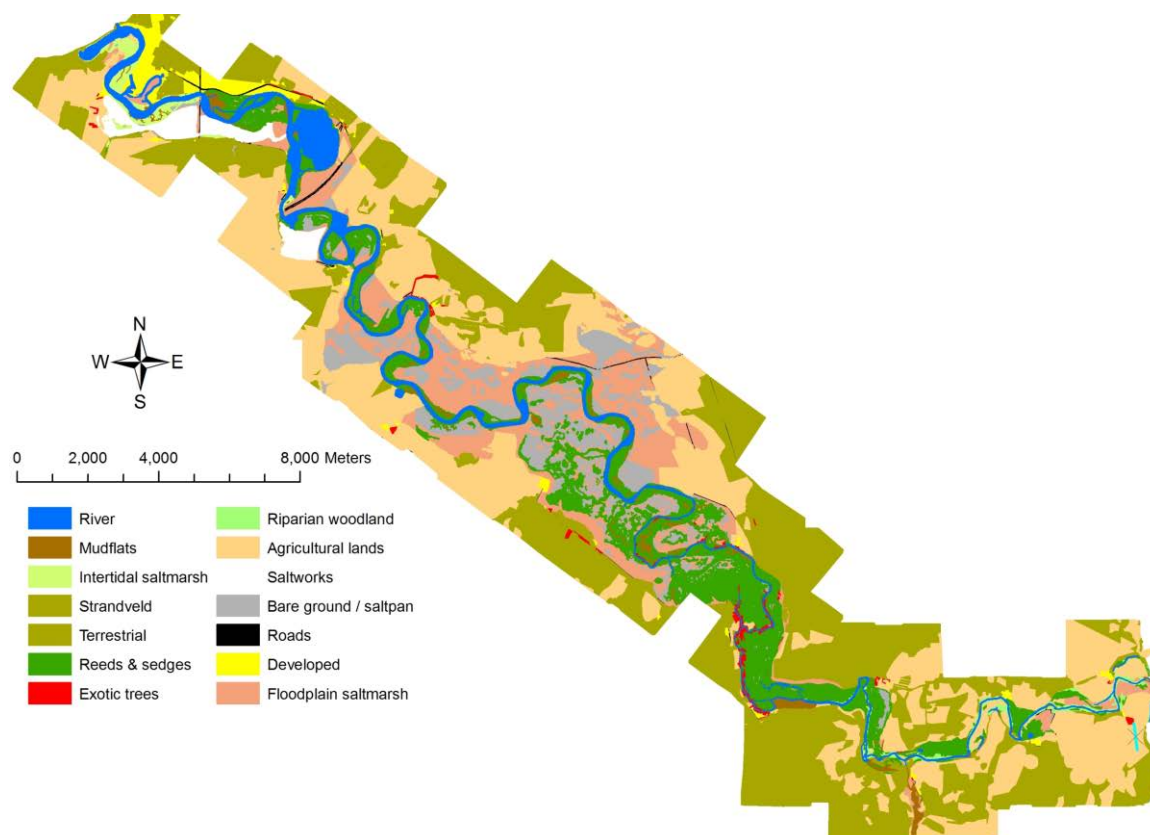 N
W E
S
0 2,000 4,000 8,000 Meters
River
Mudflats
Intertidal saltmarsh
Strandveld
Terrestrial
Reeds & sedges
Exotic trees
Riparian woodland
Agricultural lands
Saltworks
Bare ground / saltpan
Roads
Developed
Floodplain saltmarsh